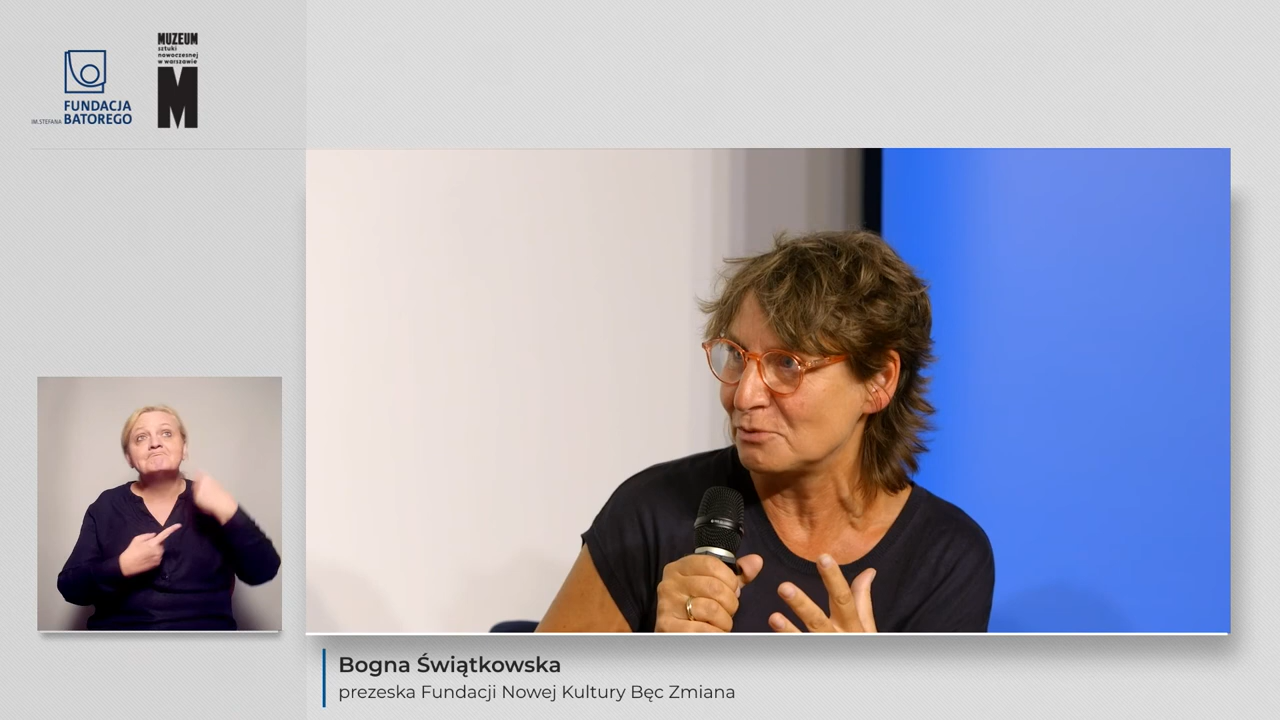 MUZEUM
sztuki
nowoczesnej
w warszawie
M
FUNDACJA
IM. STEFANA BATOREGO
Bogna Świątkowska
prezeska Fundacji Nowej Kultury Bęc Zmiana